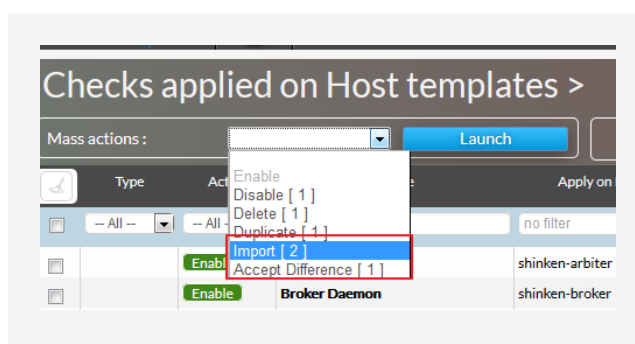 Checks applied on Host templates >
Mass actions :
Launch
Type
Apply on
Enable
Disable [ 1 ]
Delete [ 1 ]
Duplicate [ 1 ]
Import [ 2 ]
Accept Difference [ 1 ]
-- All --
-- All
no filter
shinken-arbiter
Enable
Broker Daemon
shinken-broker